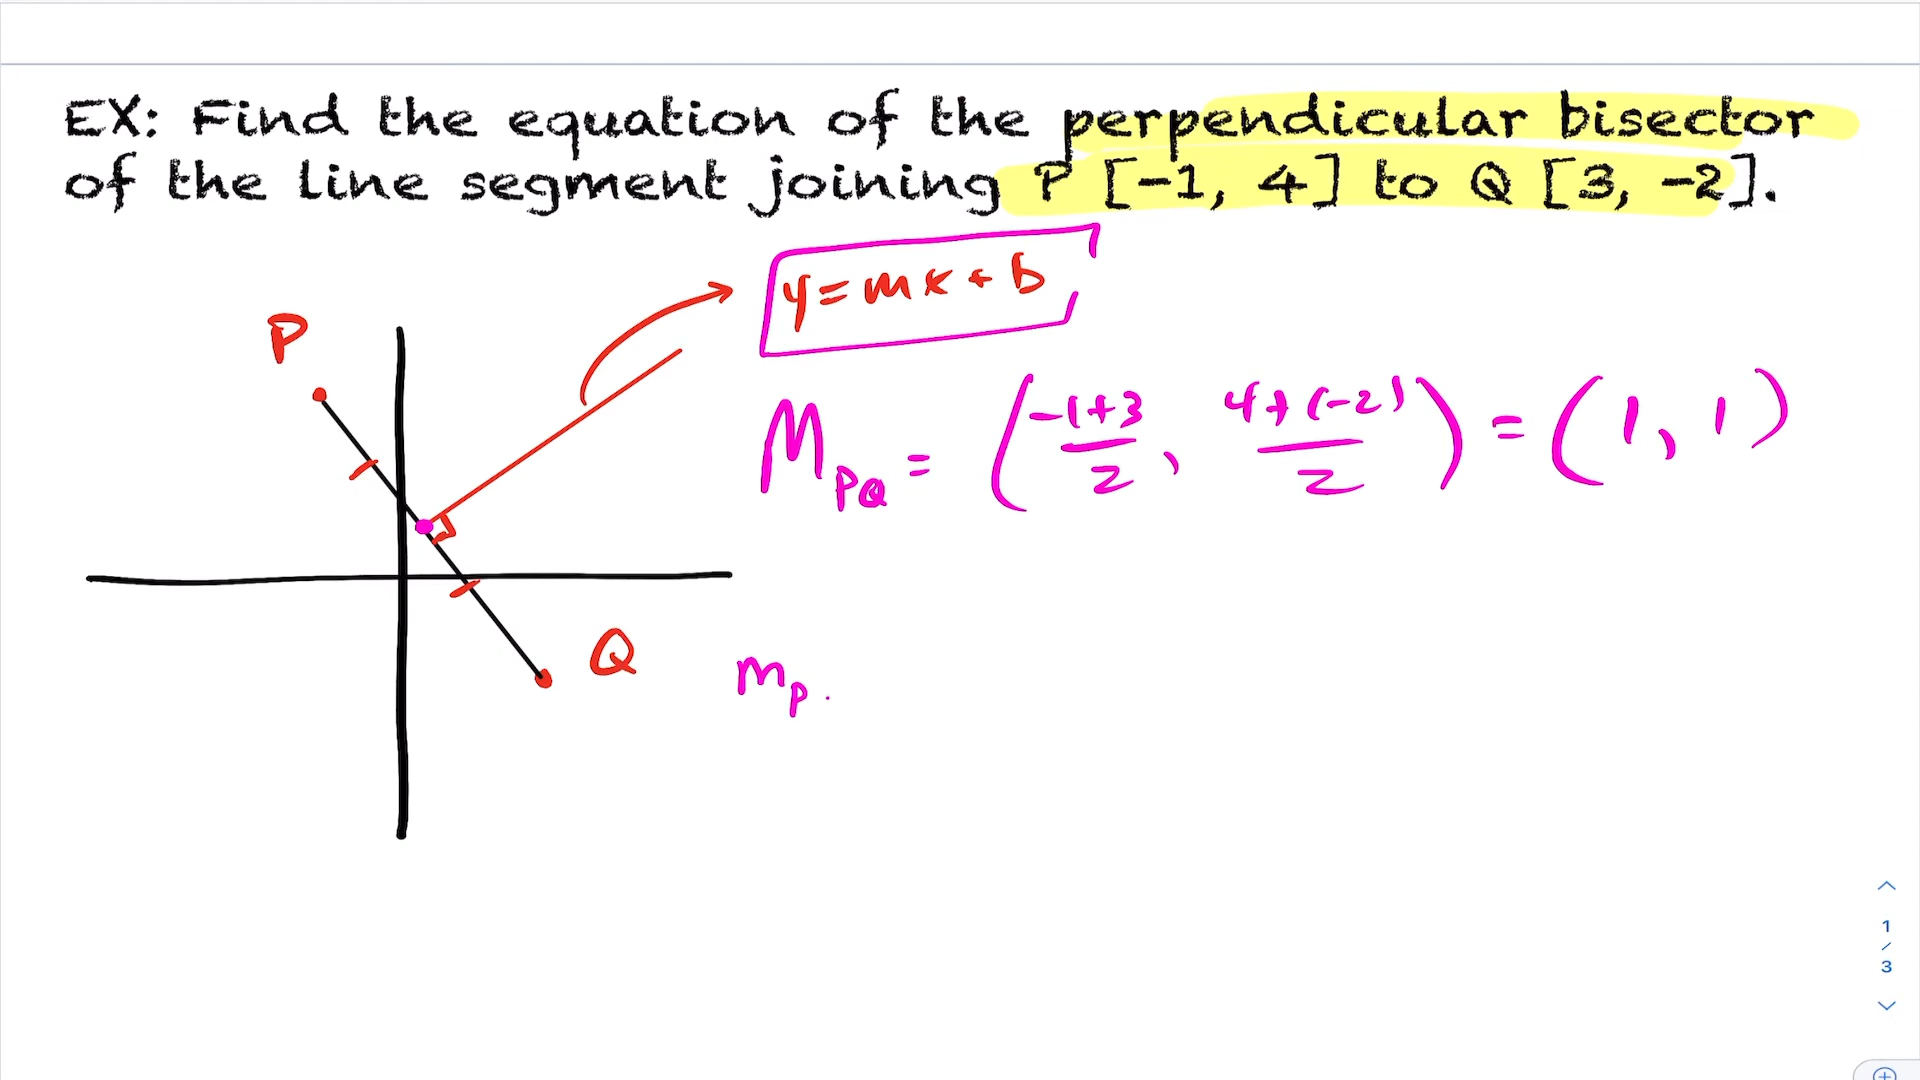 EX: Find the equation of the perpendicular bisector
of the line segment joining P [-1, 4] to Q [3, -2].
y = mx + b
P
M_PQ = (-1+3/2, 4+(-2)/2) = (1, 1)
Q
m_p.
1
/
3